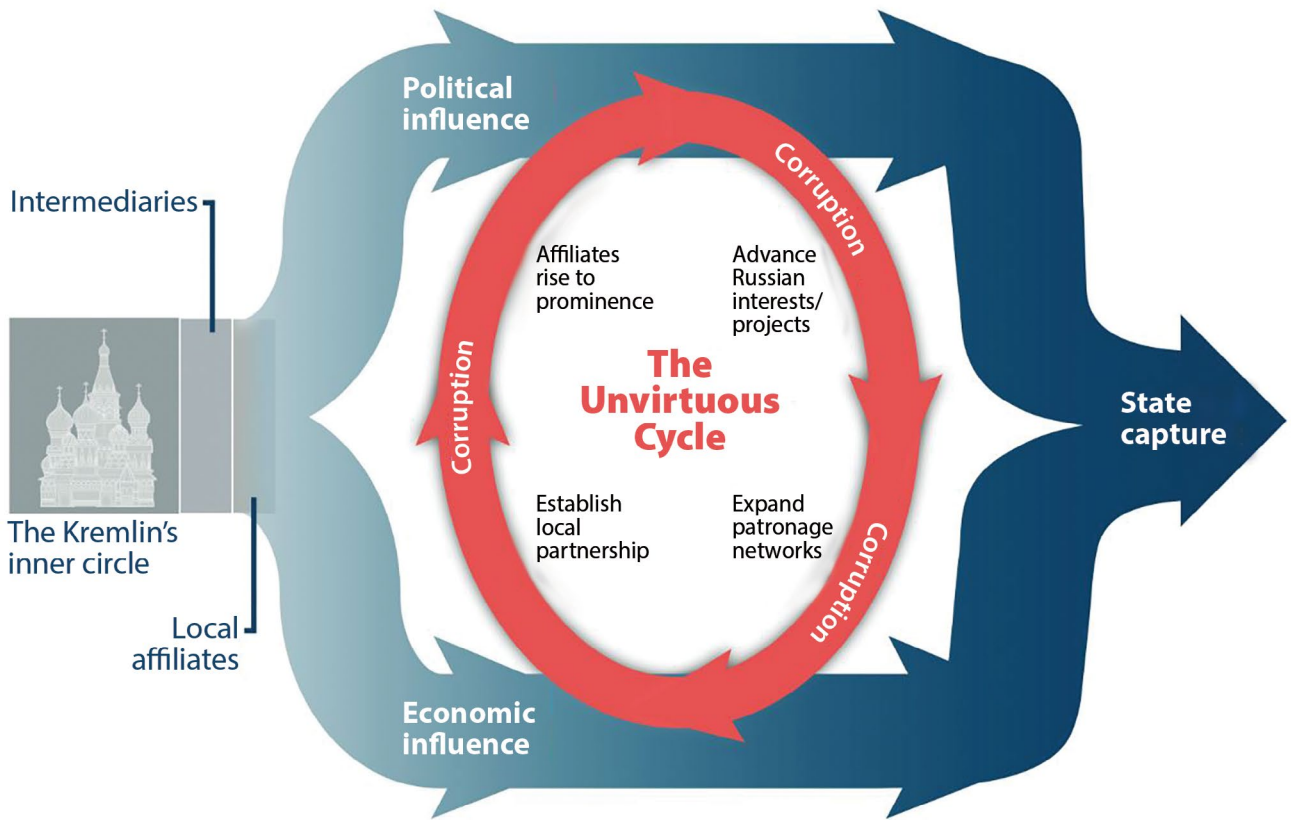 Political
influence
Corruption
Intermediaries
Affiliates
rise to
prominence
Advance
Russian
interests/
projects
Corruption
The
Unvirtuous
Cycle
State
capture
Establish
local
partnership
Expand
patronage
networks
The Kremlin's
inner circle
Corruption
Local
affiliates
Economic
influence